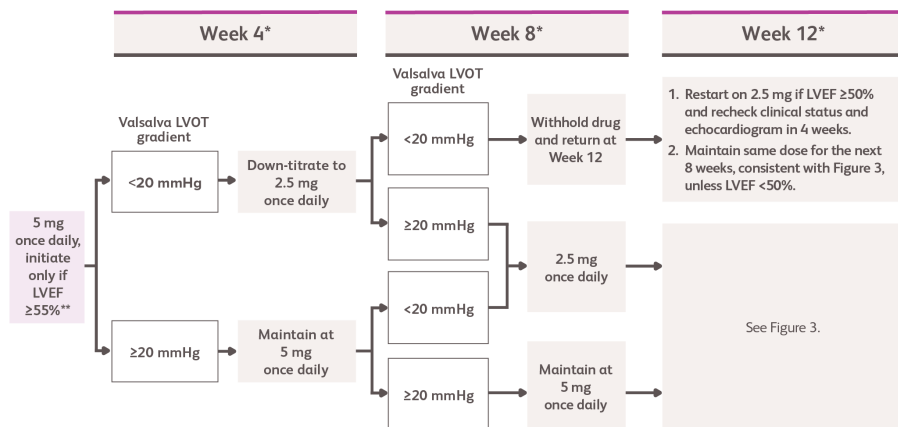 Week 4*
Week 8*
Week 12*
Valsalva LVOT
gradient
<20 mmHg
Withhold drug
and return at
Week 12
1. Restart on 2.5 mg if LVEF ≥50%
and recheck clinical status and
echocardiogram in 4 weeks.
2. Maintain same dose for the next
8 weeks, consistent with Figure 3,
unless LVEF <50%.
Valsalva LVOT
gradient
<20 mmHg
Down-titrate to
2.5 mg
once daily
≥20 mmHg
5 mg
once daily,
initiate
only if
LVEF
≥55%**
2.5 mg
once daily
<20 mmHg
See Figure 3.
≥20 mmHg
Maintain at
5 mg
once daily
≥20 mmHg
Maintain at
5 mg
once daily